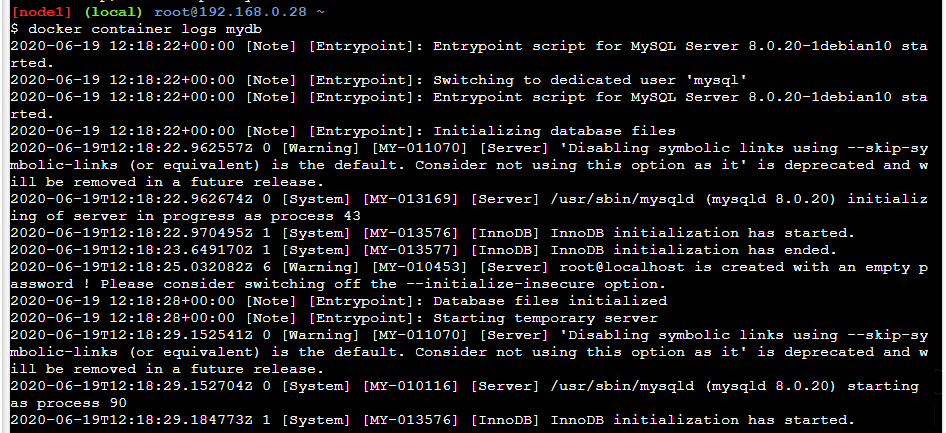 [node1] (local) root@192.168.0.28 ~
$ docker container logs mydb
2020-06-19 12:18:22+00:00 [Note] [Entrypoint]: Entrypoint script for MySQL Server 8.0.20-1debian10 sta
rted.
2020-06-19 12:18:22+00:00 [Note] [Entrypoint]: Switching to dedicated user 'mysql'
2020-06-19 12:18:22+00:00 [Note] [Entrypoint]: Entrypoint script for MySQL Server 8.0.20-1debian10 sta
rted.
2020-06-19 12:18:22+00:00 [Note] [Entrypoint]: Initializing database files
2020-06-19T12:18:22.962557Z 0 [Warning] [MY-011070] [Server] 'Disabling symbolic links using --skip-sy
mbolic-links (or equivalent) is the default. Consider not using this option as it' is deprecated and w
ill be removed in a future release.
2020-06-19T12:18:22.962674Z 0 [System] [MY-013169] [Server] /usr/sbin/mysqld (mysqld 8.0.20) initializ
ing of server in progress as process 43
2020-06-19T12:18:22.970495Z 1 [System] [MY-013576] [InnoDB] InnoDB initialization has started.
2020-06-19T12:18:23.649170Z 1 [System] [MY-013577] [InnoDB] InnoDB initialization has ended.
2020-06-19T12:18:25.032082Z 6 [Warning] [MY-010453] [Server] root@localhost is created with an empty p
assword ! Please consider switching off the --initialize-insecure option.
2020-06-19 12:18:28+00:00 [Note] [Entrypoint]: Database files initialized
2020-06-19 12:18:28+00:00 [Note] [Entrypoint]: Starting temporary server
2020-06-19T12:18:29.152541Z 0 [Warning] [MY-011070] [Server] 'Disabling symbolic links using --skip-sy
mbolic-links (or equivalent) is the default. Consider not using this option as it' is deprecated and w
ill be removed in a future release.
2020-06-19T12:18:29.152704Z 0 [System] [MY-010116] [Server] /usr/sbin/mysqld (mysqld 8.0.20) starting
as process 90
2020-06-19T12:18:29.184773Z 1 [System] [MY-013576] [InnoDB] InnoDB initialization has started.